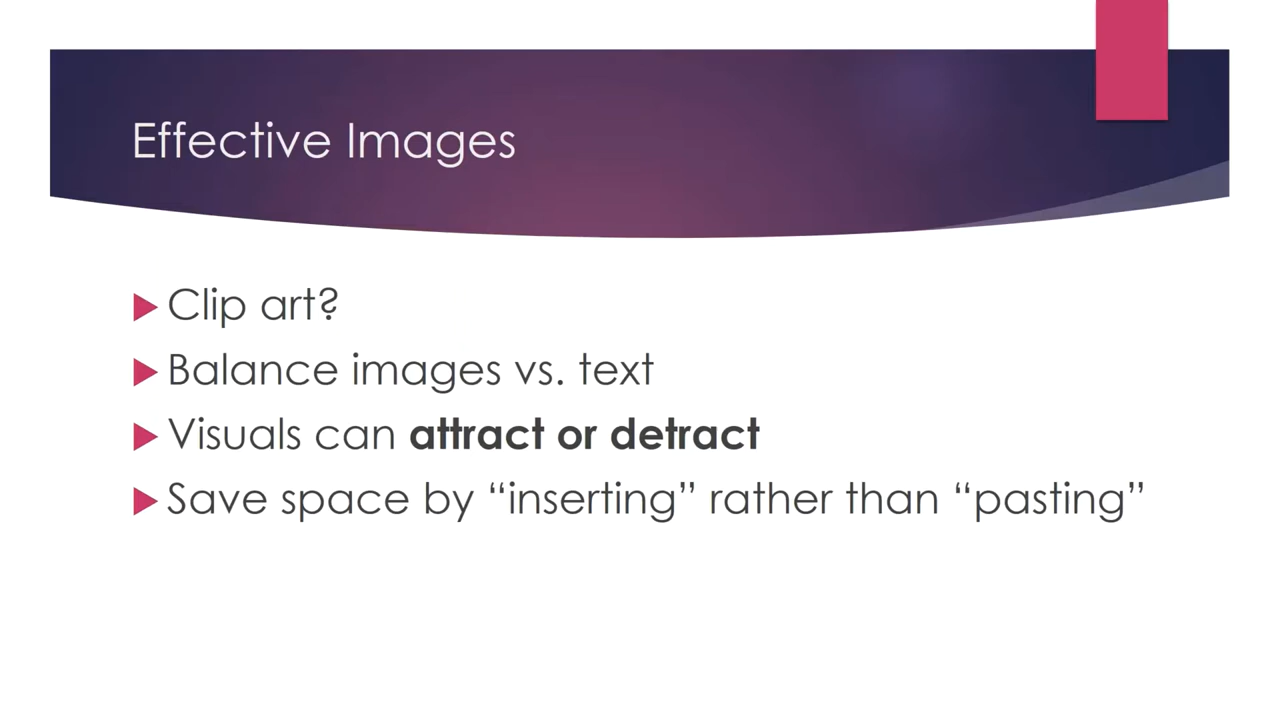 Effective Images
Clip art?
Balance images vs. text
Visuals can attract or detract
Save space by “inserting” rather than “pasting”